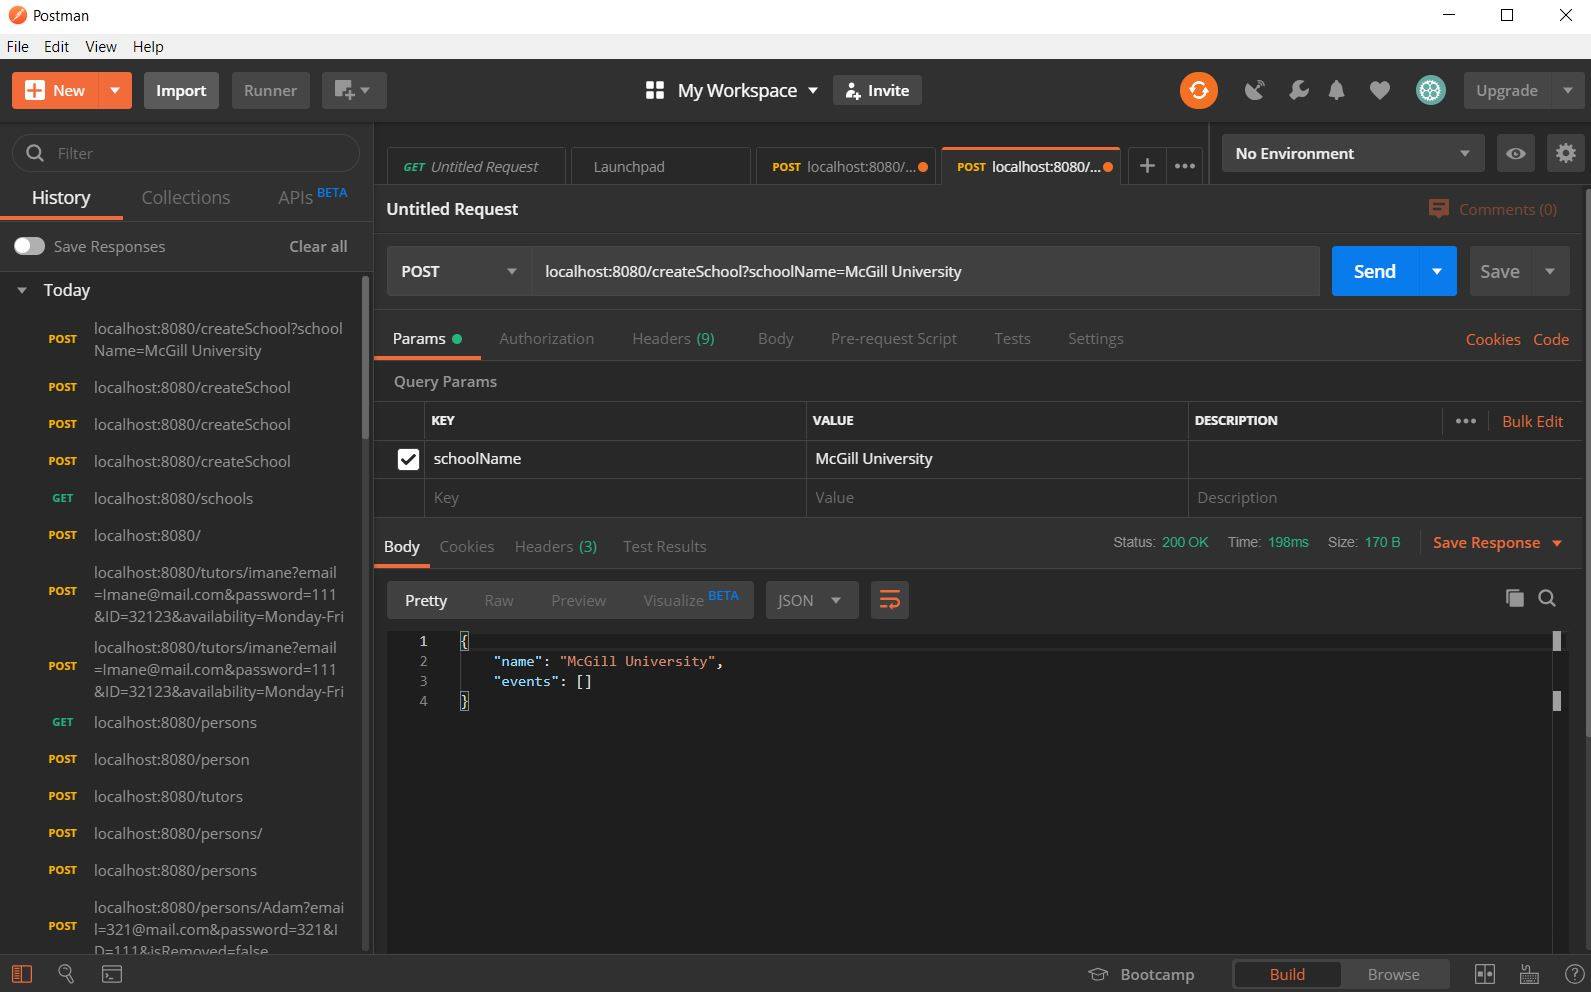 Postman
File Edit View Help
New Import Runner My Workspace Invite Upgrade
Filter
History Collections APIs BETA
Save Responses Clear all
Today
POST localhost:8080/createSchool?school
Name=McGill University
POST localhost:8080/createSchool
POST localhost:8080/createSchool
POST localhost:8080/createSchool
GET localhost:8080/schools
POST localhost:8080/
POST localhost:8080/tutors/imane?email
=Imane@mail.com&password=111
&ID=32123&availability=Monday-Fri
POST localhost:8080/tutors/imane?email
=Imane@mail.com&password=111
&ID=32123&availability=Monday-Fri
GET localhost:8080/persons
POST localhost:8080/person
POST localhost:8080/tutors
POST localhost:8080/persons/
POST localhost:8080/persons
POST localhost:8080/persons/Adam?emai
l=321@mail.com&password=321&I
D=111&isRemoved=false
GET Untitled Request Launchpad POST localhost:8080/... POST localhost:8080/... No Environment
Untitled Request Comments (0)
POST localhost:8080/createSchool?schoolName=McGill University Send Save
Params Authorization Headers (9) Body Pre-request Script Tests Settings Cookies Code
Query Params
KEY VALUE DESCRIPTION Bulk Edit
schoolName McGill University
Key Value Description
Body Cookies Headers (3) Test Results Status: 200 OK Time: 198ms Size: 170 B Save Response
Pretty Raw Preview Visualize BETA JSON
1 {
2 "name": "McGill University",
3 "events": []
4 }
Bootcamp Build Browse